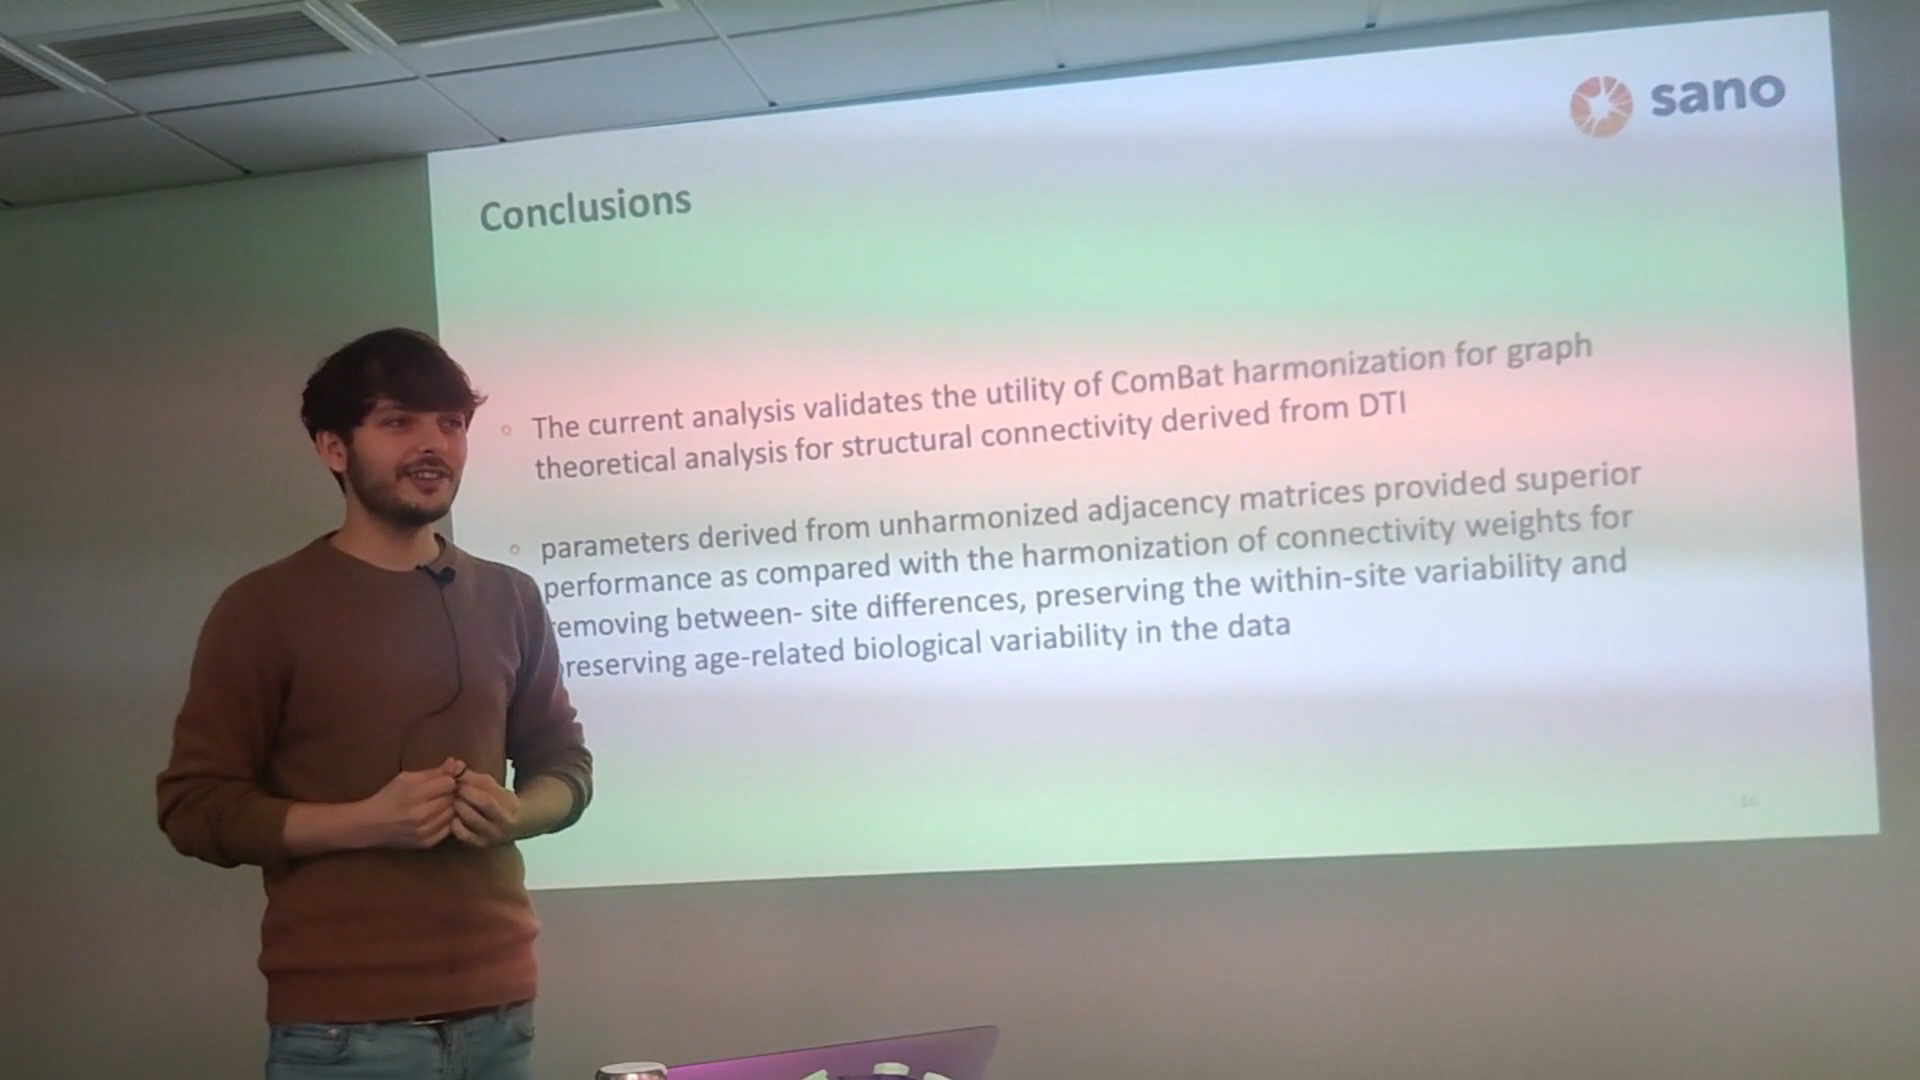 sano
Conclusions
The current analysis validates the utility of ComBat harmonization for graph
theoretical analysis for structural connectivity derived from DTI
parameters derived from unharmonized adjacency matrices provided superior
performance as compared with the harmonization of connectivity weights for
emoving between- site differences, preserving the within-site variability and
reserving age-related biological variability in the data